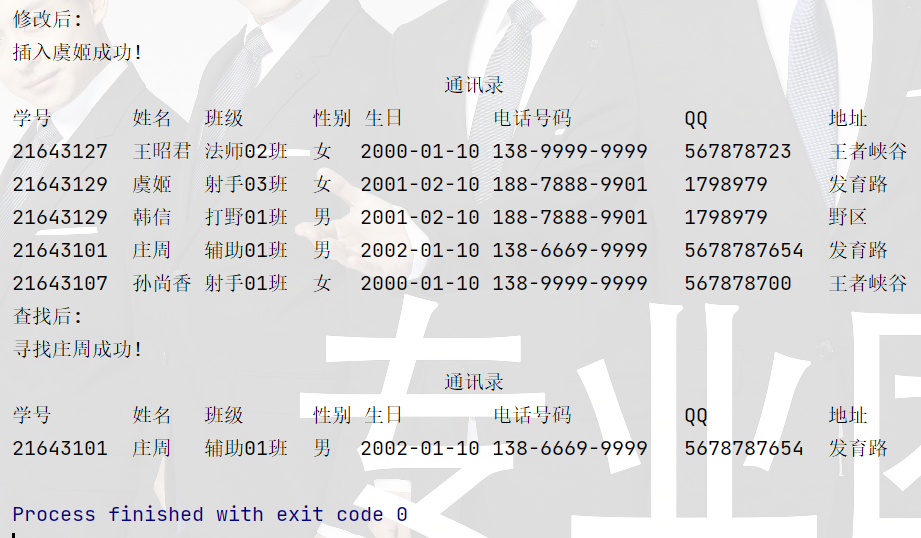 修改后:
插入虞姬成功!
通讯录
学号 姓名 班级 性别 生日 电话号码 QQ 地址
21643127 王昭君 法师02班 女 2000-01-10 138-9999-9999 567878723 王者峡谷
21643129 虞姬 射手03班 女 2001-02-10 188-7888-9901 1798979 发育路
21643129 韩信 打野01班 男 2001-02-10 188-7888-9901 1798979 野区
21643101 庄周 辅助01班 男 2002-01-10 138-6669-9999 5678787654 发育路
21643107 孙尚香 射手01班 女 2000-01-10 138-9999-9999 567878700 王者峡谷
查找后:
寻找庄周成功!
通讯录
学号 姓名 班级 性别 生日 电话号码 QQ 地址
21643101 庄周 辅助01班 男 2002-01-10 138-6669-9999 5678787654 发育路
Process finished with exit code 0
专业